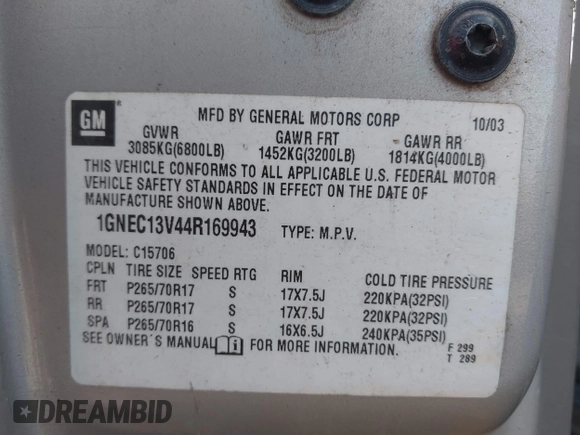 GM ®
MFD BY GENERAL MOTORS CORP 10/03
GVWR GAWR FRT GAWR RR
3085KG(6800LB) 1452KG(3200LB) 1814KG(4000LB)
THIS VEHICLE CONFORMS TO ALL APPLICABLE U.S. FEDERAL MOTOR
VEHICLE SAFETY STANDARDS IN EFFECT ON THE DATE OF
MANUFACTURE SHOWN ABOVE.
1GNEC13V44R169943 TYPE: M.P.V.
MODEL: C15706
CPLN TIRE SIZE SPEED RTG RIM COLD TIRE PRESSURE
FRT P265/70R17 S 17X7.5J 220KPA(32PSI)
RR P265/70R17 S 17X7.5J 220KPA(32PSI)
SPA P265/70R16 S 16X6.5J 240KPA(35PSI)
SEE OWNER'S MANUAL FOR MORE INFORMATION. F 299
T 289
DREAMBID